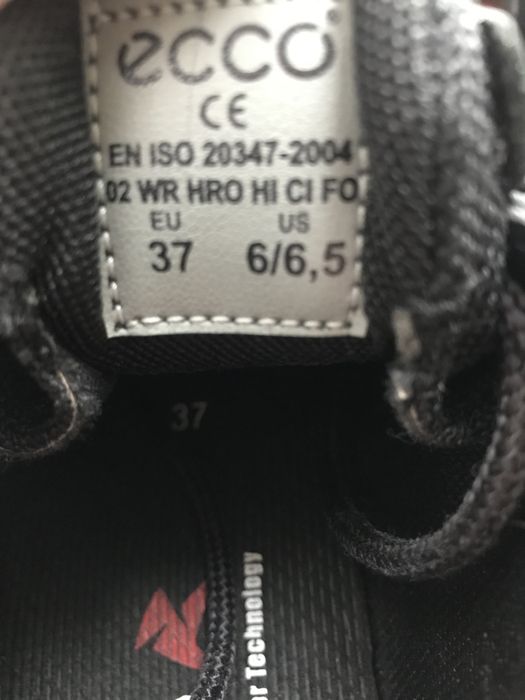 ecco
CE
EN ISO 20347-2004
02 WR HRO HI CI FO
EU US
37 6/6,5
37
Technology